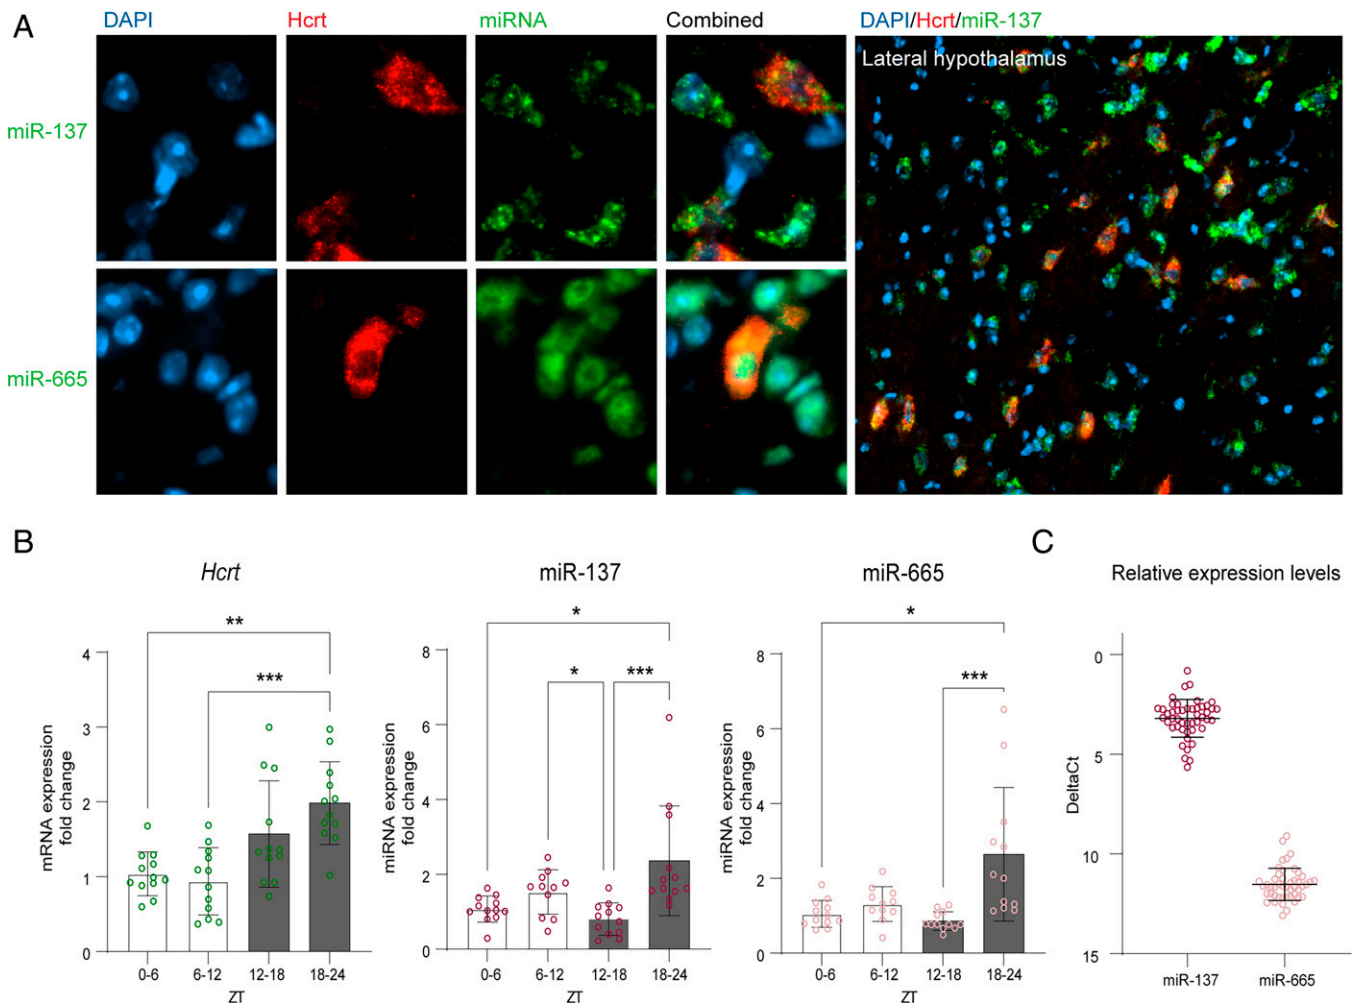 A
DAPI
Hcrt
miRNA
Combined
DAPI/Hcrt/miR-137
Lateral hypothalamus
miR-137
miR-665
B
Hcrt
miR-137
miR-665
C
Relative expression levels
**
***
mRNA expression
fold change
4
3
2
1
0
0-6
6-12
12-18
18-24
ZT
*
*
***
miRNA expression
fold change
8
6
4
2
0
0-6
6-12
12-18
18-24
ZT
*
***
miRNA expression
fold change
8
6
4
2
0
0-6
6-12
12-18
18-24
ZT
DeltaCt
0
5
10
15
miR-137
miR-665